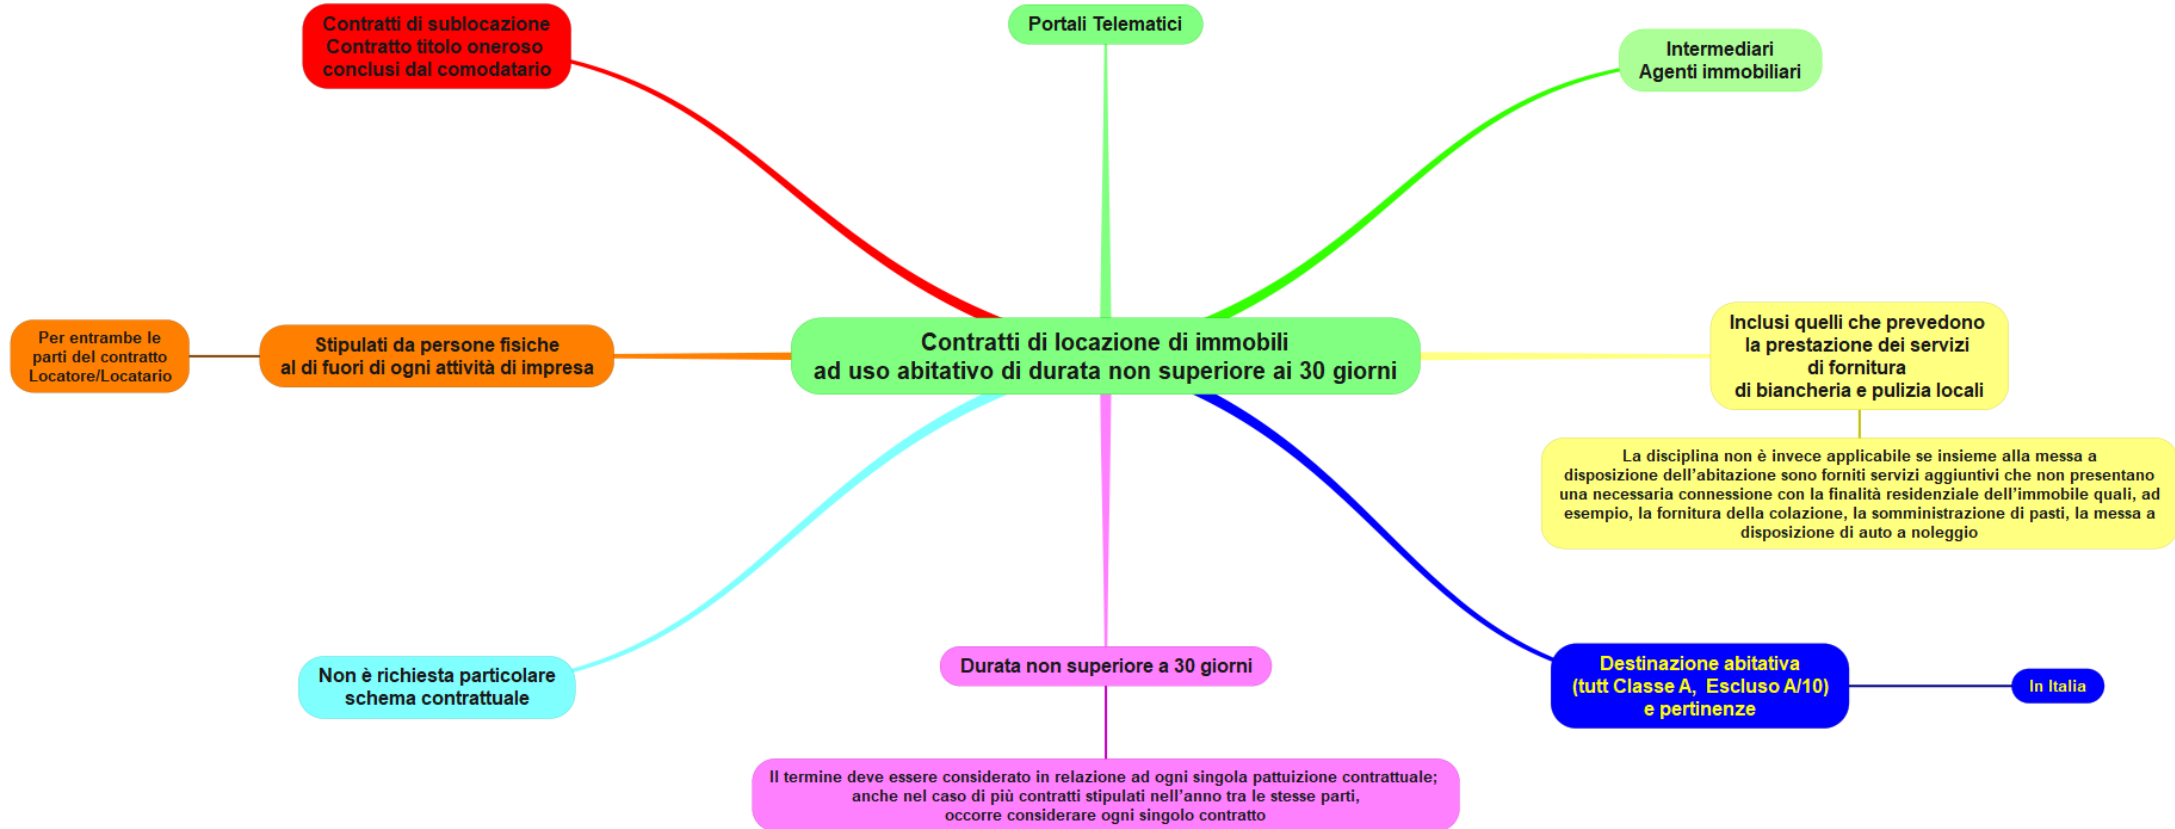 Contratti di sublocazione
Contratto titolo oneroso
conclusi dal comodatario
Portali Telematici
Intermediari
Agenti immobiliari
Per entrambe le
parti del contratto
Locatore/Locatario
Stipulati da persone fisiche
al di fuori di ogni attività di impresa
Contratti di locazione di immobili
ad uso abitativo di durata non superiore ai 30 giorni
Inclusi quelli che prevedono
la prestazione dei servizi
di fornitura
di biancheria e pulizia locali
La disciplina non è invece applicabile se insieme alla messa a
disposizione dell'abitazione sono forniti servizi aggiuntivi che non presentano
una necessaria connessione con la finalità residenziale dell'immobile quali, ad
esempio, la fornitura della colazione, la somministrazione di pasti, la messa a
disposizione di auto a noleggio
Non è richiesta particolare
schema contrattuale
Durata non superiore a 30 giorni
Il termine deve essere considerato in relazione ad ogni singola pattuizione contrattuale;
anche nel caso di più contratti stipulati nell'anno tra le stesse parti,
occorre considerare ogni singolo contratto
Destinazione abitativa
(tutt Classe A, Escluso A/10)
e pertinenze
In Italia